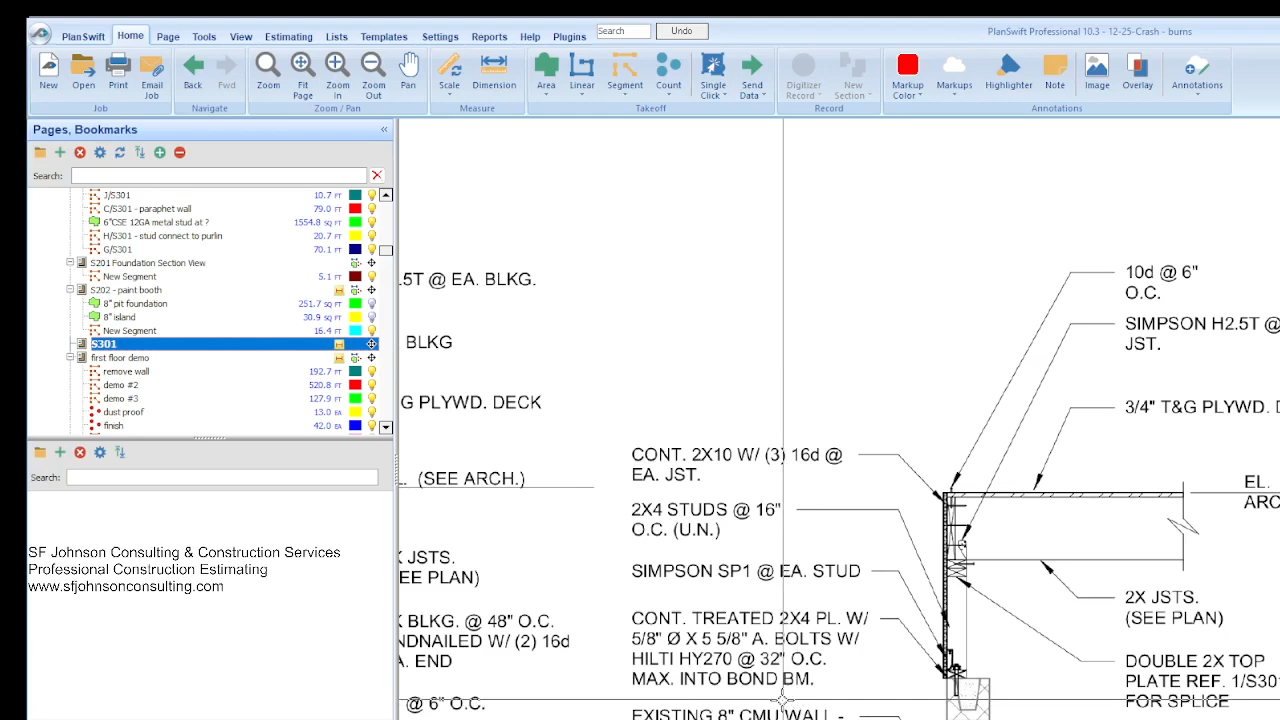 PlanSwift Home Page Tools View Estimating Lists Templates Settings Reports Help Plugins Search Undo PlanSwift Professional 10.3 - 12-25-Crash - burns
New Open Print Email Job Back Fwd Zoom Fit Page Zoom In Zoom Out Pan Scale Dimension Area Linear Segment Count Single Click Send Data Digitizer Record New Section Markup Color Markups Highlighter Note Image Overlay Annotations
Job Navigate Zoom / Pan Measure Takeoff Record Annotations
Pages, Bookmarks
Search:
J/S301 10.7 FT
C/S301 - paraphet wall 79.0 FT
6"CSE 12GA metal stud at ? 1554.8 SQ FT
H/S301 - stud connect to purlin 20.7 FT
G/S301 70.1 FT
S201 Foundation Section View
New Segment 5.1 FT
S202 - paint booth
8" pit foundation 251.7 SQ FT
8" island 30.9 SQ FT
New Segment 16.4 FT
S301
first floor demo
remove wall 192.7 FT
demo #2 520.8 FT
demo #3 127.9 FT
dust proof 13.0 EA
finish 42.0 EA
Search:
SF Johnson Consulting & Construction Services
Professional Construction Estimating
www.sfjohnsonconsulting.com
.5T @ EA. BLKG.
BLKG
G PLYWD. DECK
(SEE ARCH.)
JSTS.
SEE PLAN)
BLKG. @ 48" O.C.
NDNAILED W/ (2) 16d
END
@ 6" O.C.
CONT. 2X10 W/ (3) 16d @
EA. JST.
2X4 STUDS @ 16"
O.C. (U.N.)
SIMPSON SP1 @ EA. STUD
CONT. TREATED 2X4 PL. W/
5/8" Ø X 5 5/8" A. BOLTS W/
HILTI HY270 @ 32" O.C.
MAX. INTO BOND BM.
EXISTING 8" CMU WALL -
10d @ 6"
O.C.
SIMPSON H2.5T @
JST.
3/4" T&G PLYWD.
EL.
2X JSTS.
(SEE PLAN)
DOUBLE 2X TOP
PLATE REF. 1/S30
FOR SPLICE